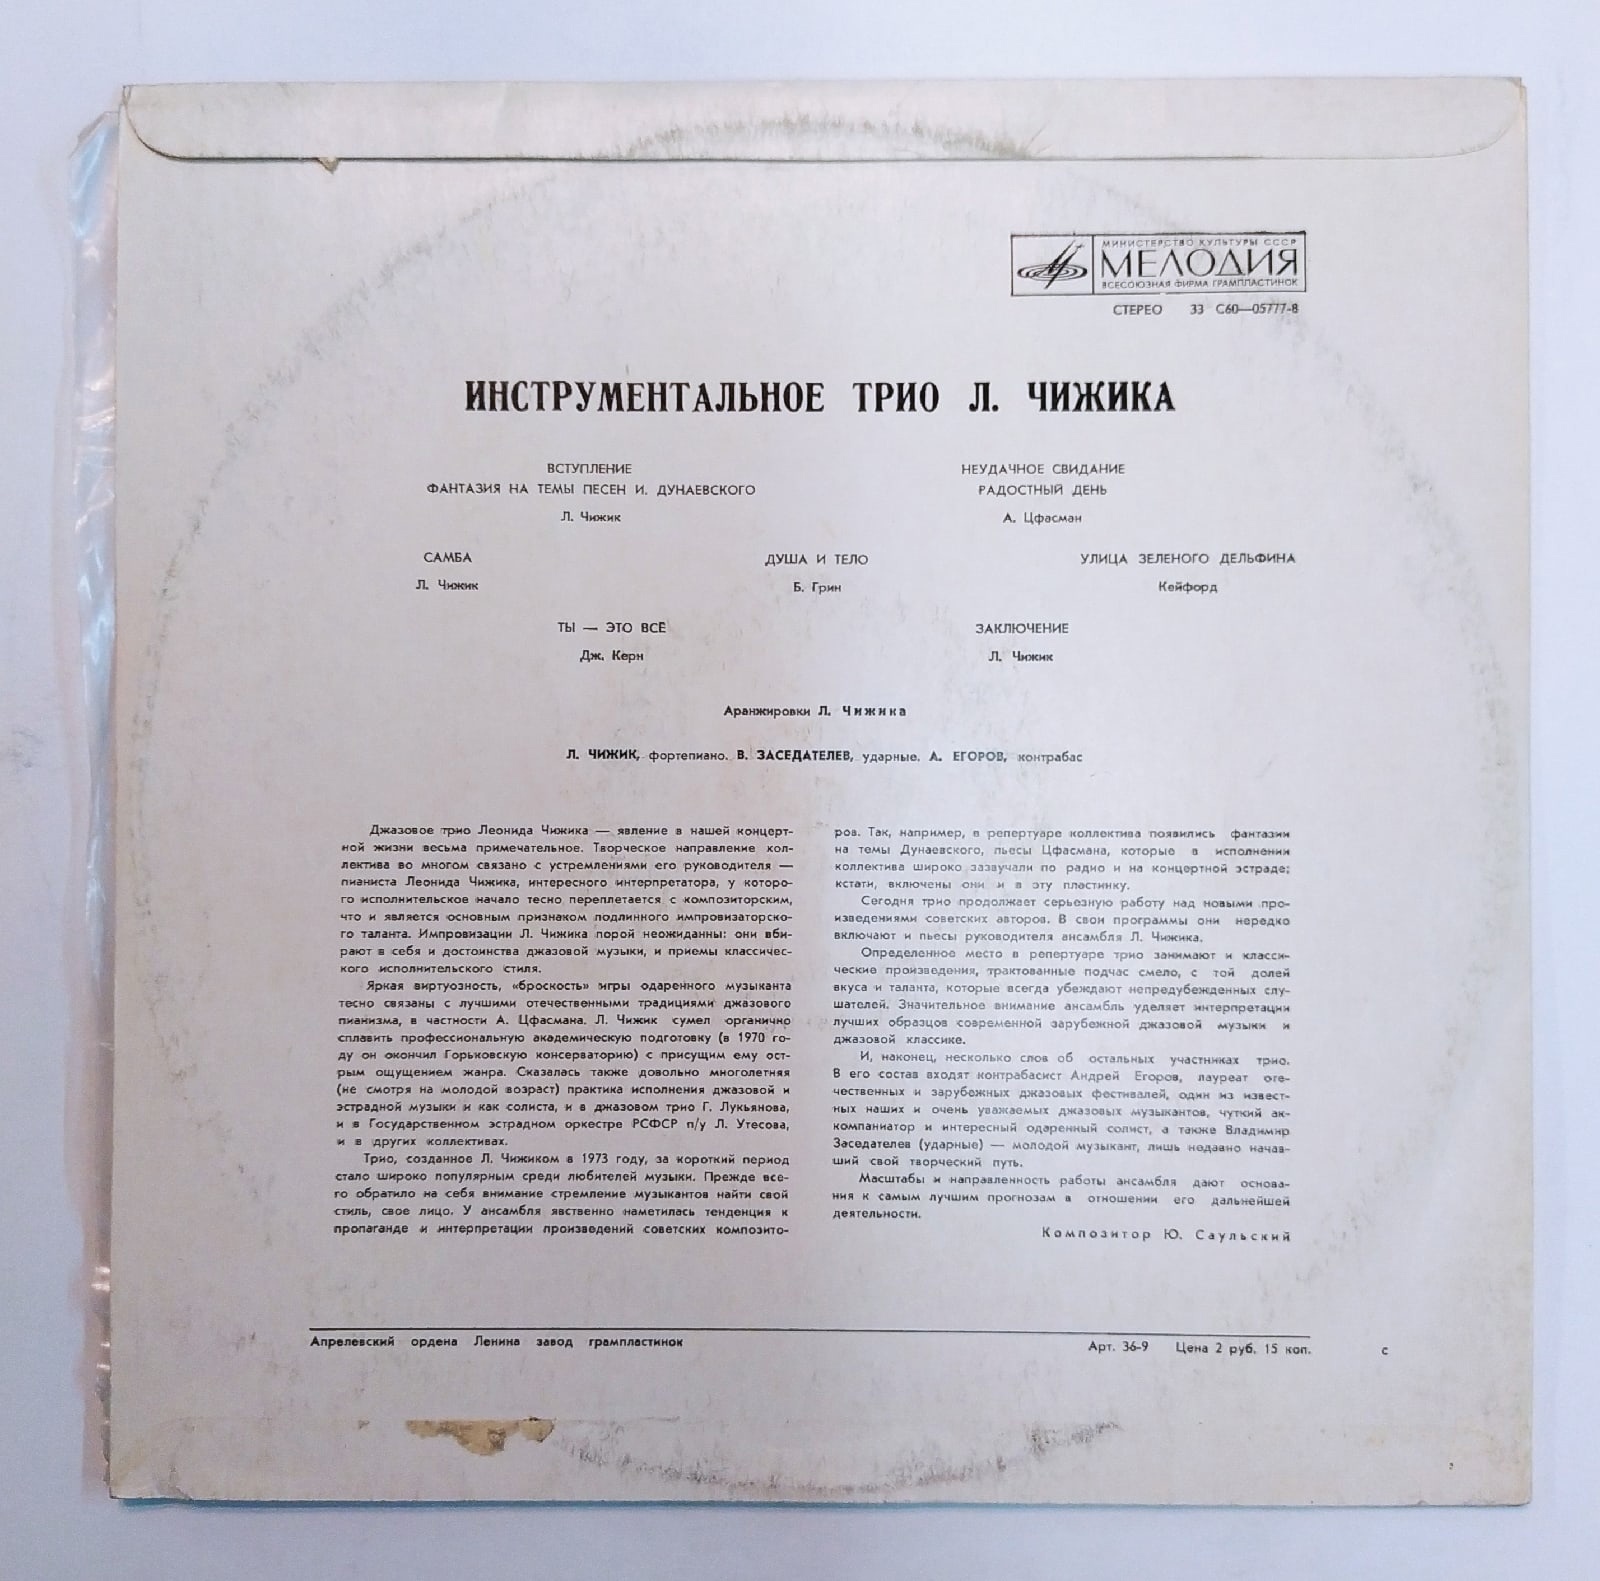 МИНИСТЕРСТВО КУЛЬТУРЫ СССР
МЕЛОДИЯ
ВСЕСОЮЗНАЯ ФИРМА ГРАМПЛАСТИНОК
СТЕРЕО 33 С60—05777-8
ИНСТРУМЕНТАЛЬНОЕ ТРИО Л. ЧИЖИКА
ВСТУПЛЕНИЕ
ФАНТАЗИЯ НА ТЕМЫ ПЕСЕН И. ДУНАЕВСКОГО
Л. Чижик
НЕУДАЧНОЕ СВИДАНИЕ
РАДОСТНЫЙ ДЕНЬ
А. Цфасман
САМБА
Л. Чижик
ДУША И ТЕЛО
Б. Грин
УЛИЦА ЗЕЛЕНОГО ДЕЛЬФИНА
Кейфорд
ТЫ — ЭТО ВСЁ
Дж. Керн
ЗАКЛЮЧЕНИЕ
Л. Чижик
Аранжировки Л. Чижика
Л. ЧИЖИК, фортепиано. В. ЗАСЕДАТЕЛЕВ, ударные. А. ЕГОРОВ, контрабас
Джазовое трио Леонида Чижика — явление в нашей концерт-
ной жизни весьма примечательное. Творческое направление кол-
лектива во многом связано с устремлениями его руководителя —
пианиста Леонида Чижика, интересного интерпретатора, у которо-
го исполнительское начало тесно переплетается с композиторским,
что и является основным признаком подлинного импровизаторско-
го таланта. Импровизации Л. Чижика порой неожиданны: они вби-
рают в себя и достоинства джазовой музыки, и приемы классичес-
кого исполнительского стиля.
Яркая виртуозность, «броскость» игры одаренного музыканта
тесно связаны с лучшими отечественными традициями джазового
пианизма, в частности А. Цфасмана. Л. Чижик сумел органично
сплавить профессиональную академическую подготовку (в 1970 го-
ду он окончил Горьковскую консерваторию) с присущим ему ост-
рым ощущением жанра. Сказалась также довольно многолетняя
(не смотря на молодой возраст) практика исполнения джазовой и
эстрадной музыки и как солиста, и в джазовом трио Г. Лукьянова,
и в Государственном эстрадном оркестре РСФСР п/у Л. Утесова,
и в других коллективах.
Трио, созданное Л. Чижиком в 1973 году, за короткий период
стало широко популярным среди любителей музыки. Прежде все-
го обратило на себя внимание стремление музыкантов найти свой
стиль, свое лицо. У ансамбля явственно наметилась тенденция к
пропаганде и интерпретации произведений советских композито-
ров. Так, например, в репертуаре коллектива появились фантазии
на темы Дунаевского, пьесы Цфасмана, которые в исполнении
коллектива широко зазвучали по радио и на концертной эстраде;
кстати, включены они и в эту пластинку.
Сегодня трио продолжает серьезную работу над новыми про-
изведениями советских авторов. В свои программы они нередко
включают и пьесы руководителя ансамбля Л. Чижика.
Определенное место в репертуаре трио занимают и класси-
ческие произведения, трактованные подчас смело, с той долей
вкуса и таланта, которые всегда убеждают непредубежденных слу-
шателей. Значительное внимание ансамбль уделяет интерпретации
лучших образцов современной зарубежной джазовой музыки и
джазовой классике.
И, наконец, несколько слов об остальных участниках трио.
В его состав входят контрабасист Андрей Егоров, лауреат оте-
чественных и зарубежных джазовых фестивалей, один из извест-
ных наших и очень уважаемых джазовых музыкантов, чуткий ак-
компаниатор и интересный одаренный солист, а также Владимир
Заседателев (ударные) — молодой музыкант, лишь недавно начав-
ший свой творческий путь.
Масштабы и направленность работы ансамбля дают основа-
ния к самым лучшим прогнозам в отношении его дальнейшей
деятельности.
Композитор Ю. Саульский
Апрелевский ордена Ленина завод грампластинок
Арт. 36-9 Цена 2 руб. 15 коп. с